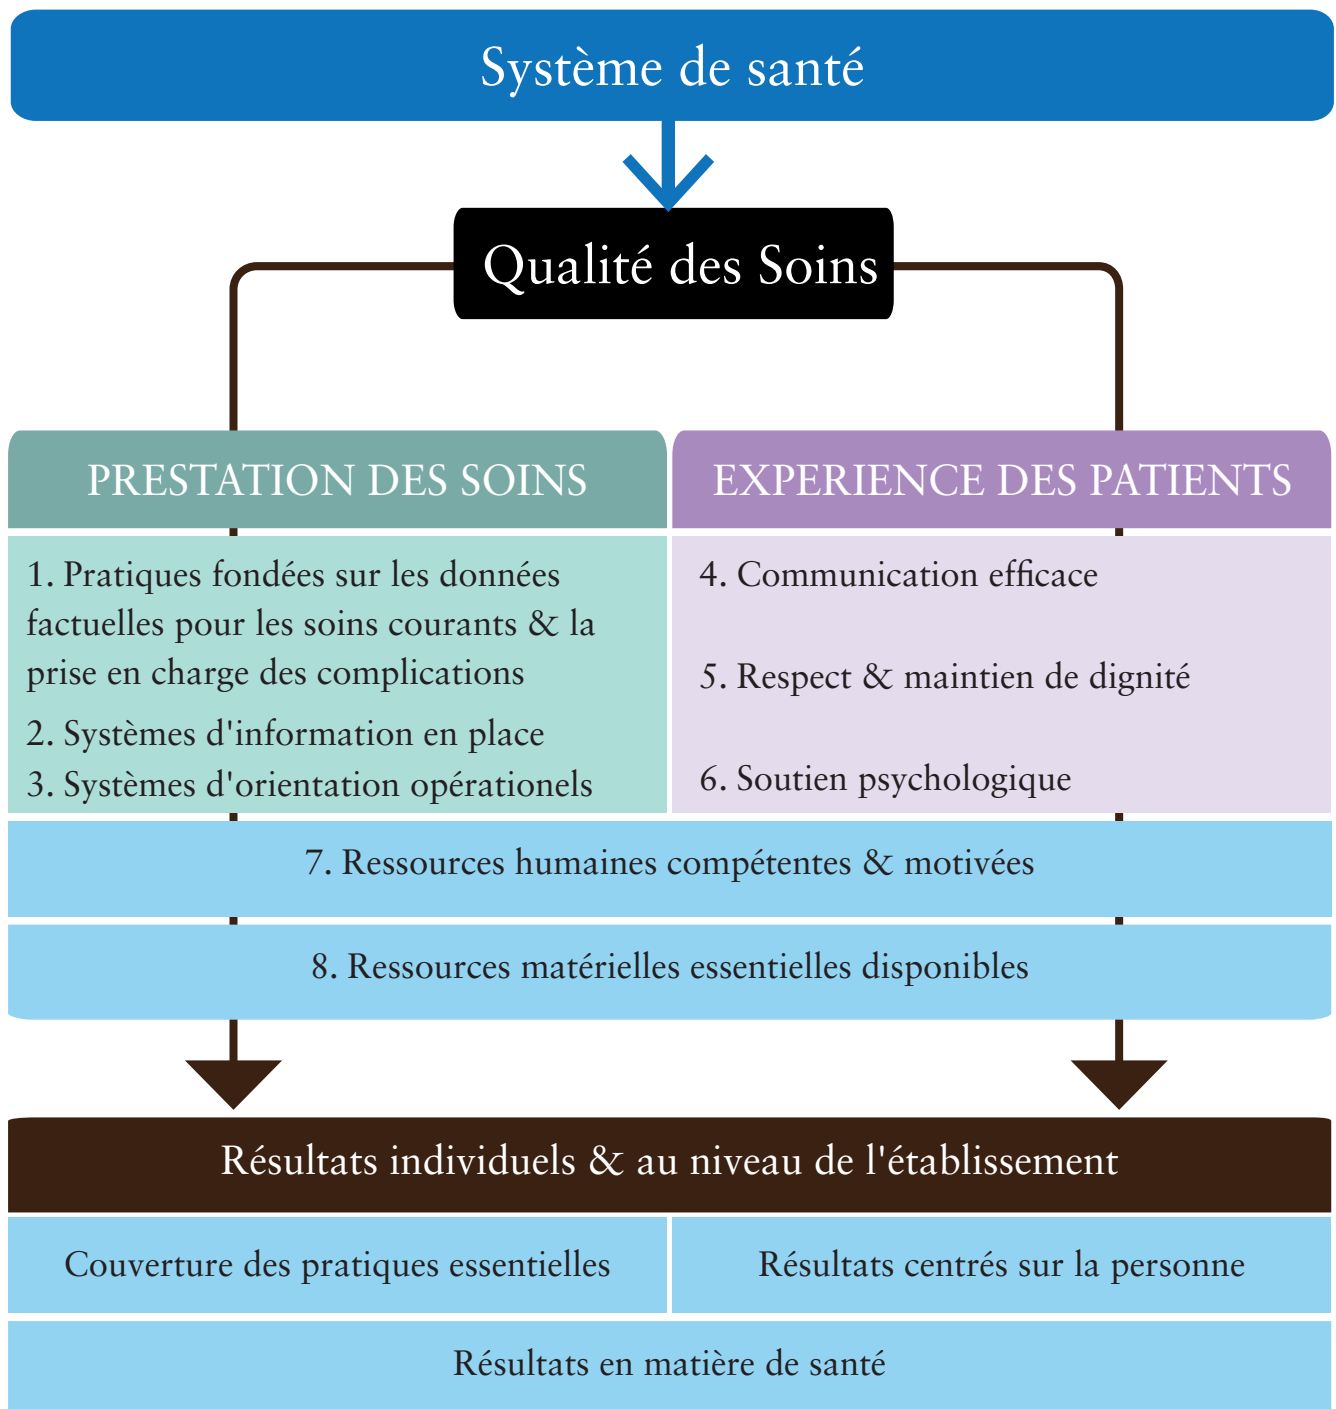 Système de santé
Qualité des Soins
PRESTATION DES SOINS
1. Pratiques fondées sur les données
factuelles pour les soins courants & la
prise en charge des complications
2. Systèmes d'information en place
3. Systèmes d'orientation opérationels
EXPERIENCE DES PATIENTS
4. Communication efficace
5. Respect & maintien de dignité
6. Soutien psychologique
7. Ressources humaines compétentes & motivées
8. Ressources matérielles essentielles disponibles
Résultats individuels & au niveau de l'établissement
Couverture des pratiques essentielles
Résultats centrés sur la personne
Résultats en matière de santé